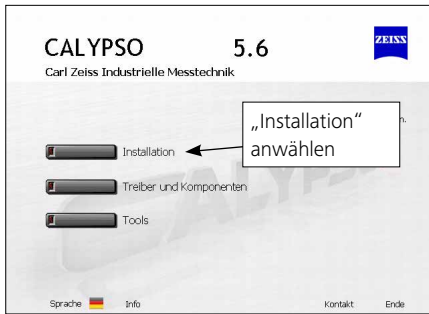 CALYPSO 5.6
ZEISS
Carl Zeiss Industrielle Messtechnik
„Installation“
anwählen
n.
Installation
Treiber und Komponenten
Tools
Sprache Info Kontakt Ende